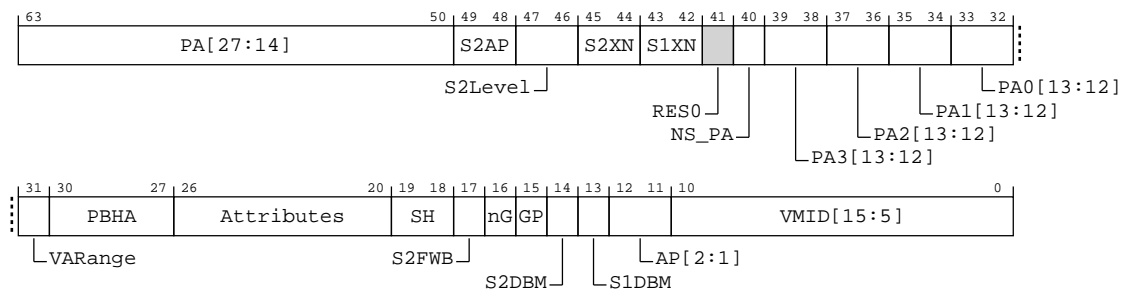 63 50 49 48 47 46 45 44 43 42 41 40 39 38 37 36 35 34 33 32
PA[27:14] S2AP S2XN S1XN
S2Level PA0[13:12]
RES0 PA1[13:12]
NS_PA PA2[13:12]
PA3[13:12]
31 30 27 26 20 19 18 17 16 15 14 13 12 11 10 0
PBHA Attributes SH nG GP VMID[15:5]
VARange S2FWB AP[2:1]
S2DBM S1DBM